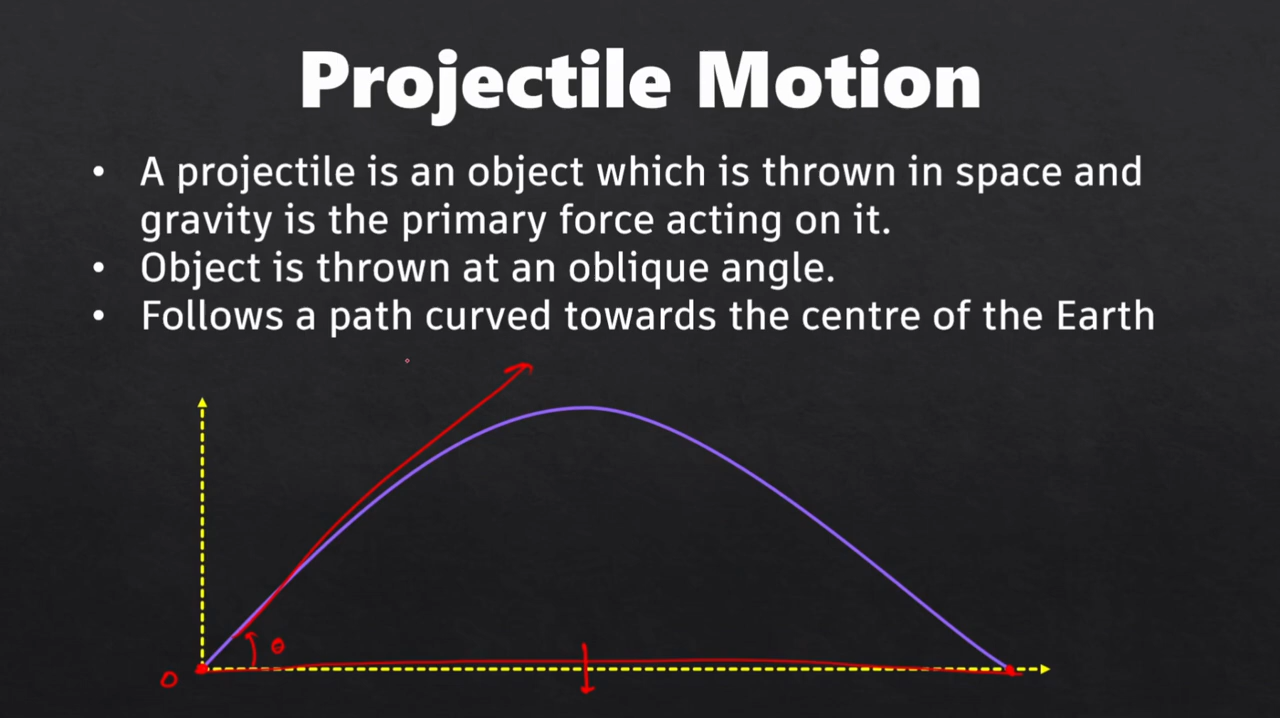 Projectile Motion
• A projectile is an object which is thrown in space and
gravity is the primary force acting on it.
• Object is thrown at an oblique angle.
• Follows a path curved towards the centre of the Earth
θ
O